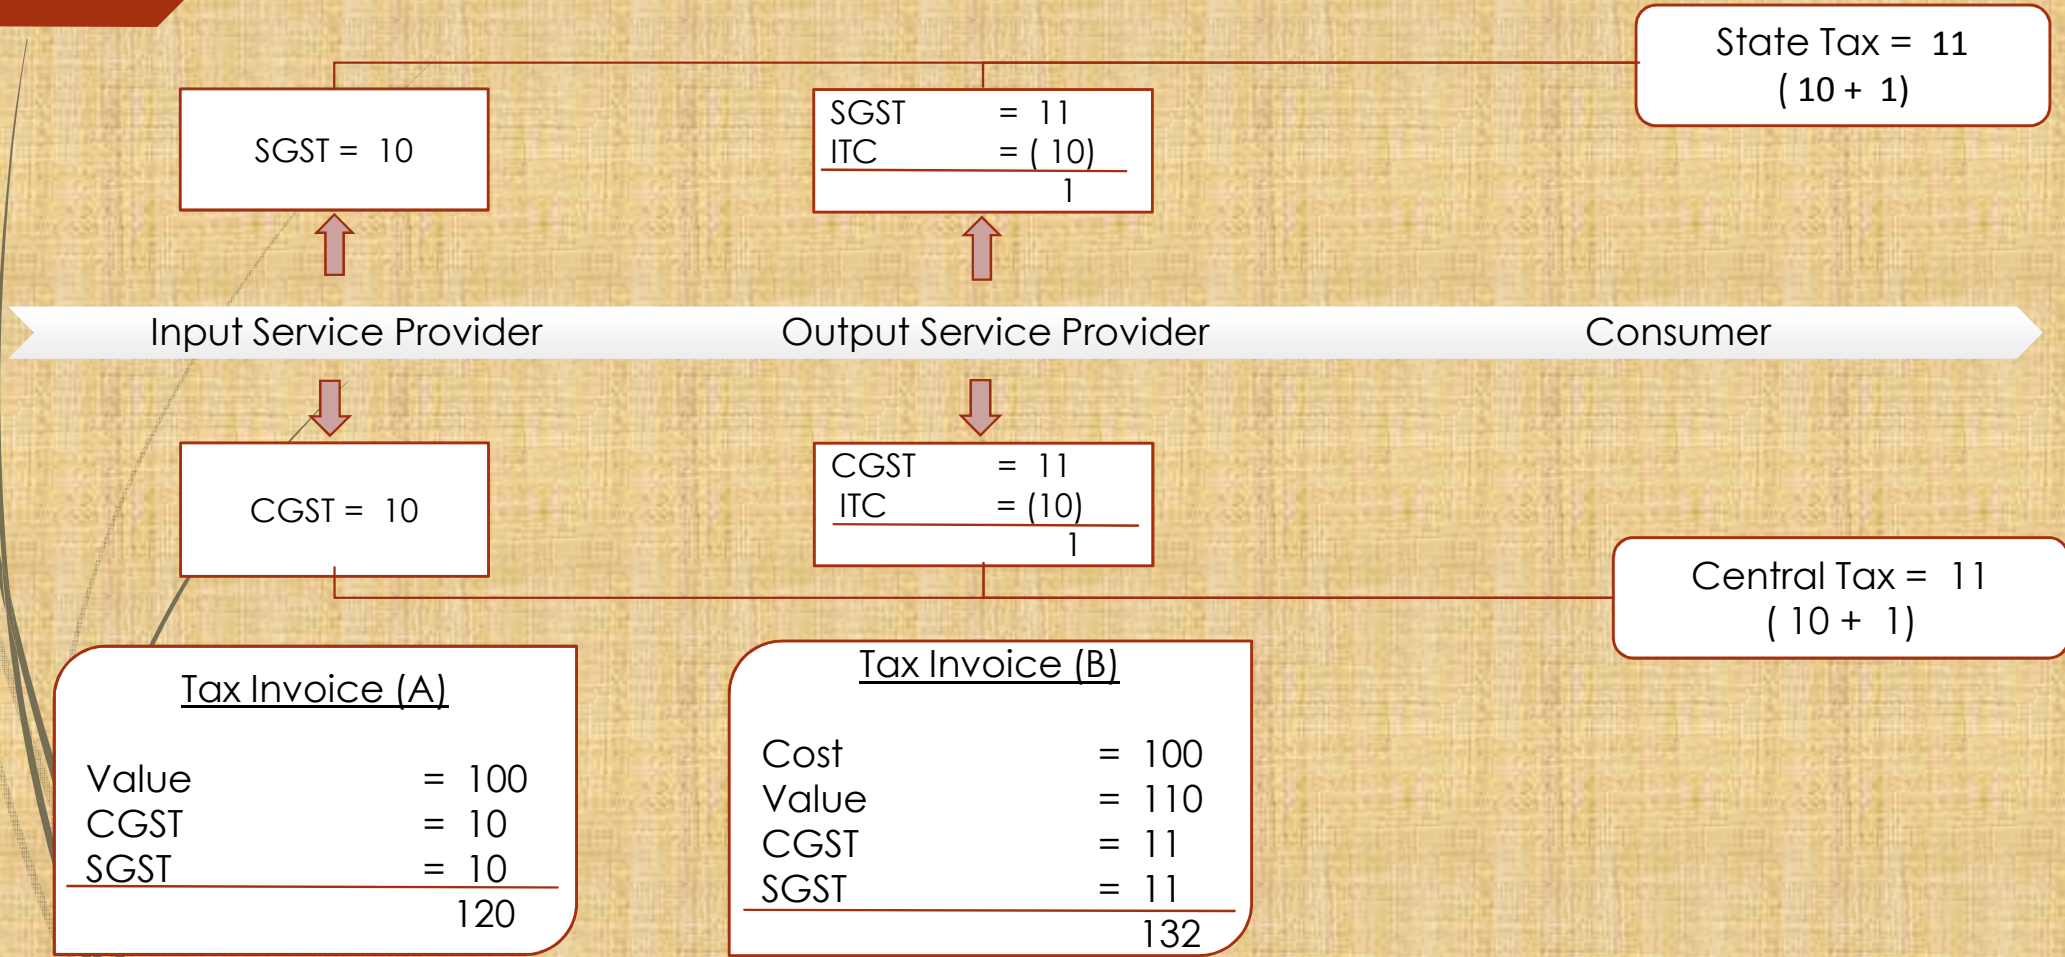 State Tax = 11
( 10 + 1)
SGST = 10
SGST = 11
ITC = ( 10)
1
Input Service Provider
Output Service Provider
Consumer
CGST = 10
CGST = 11
ITC = (10)
1
Central Tax = 11
( 10 + 1)
Tax Invoice (A)
Value = 100
CGST = 10
SGST = 10
120
Tax Invoice (B)
Cost = 100
Value = 110
CGST = 11
SGST = 11
132